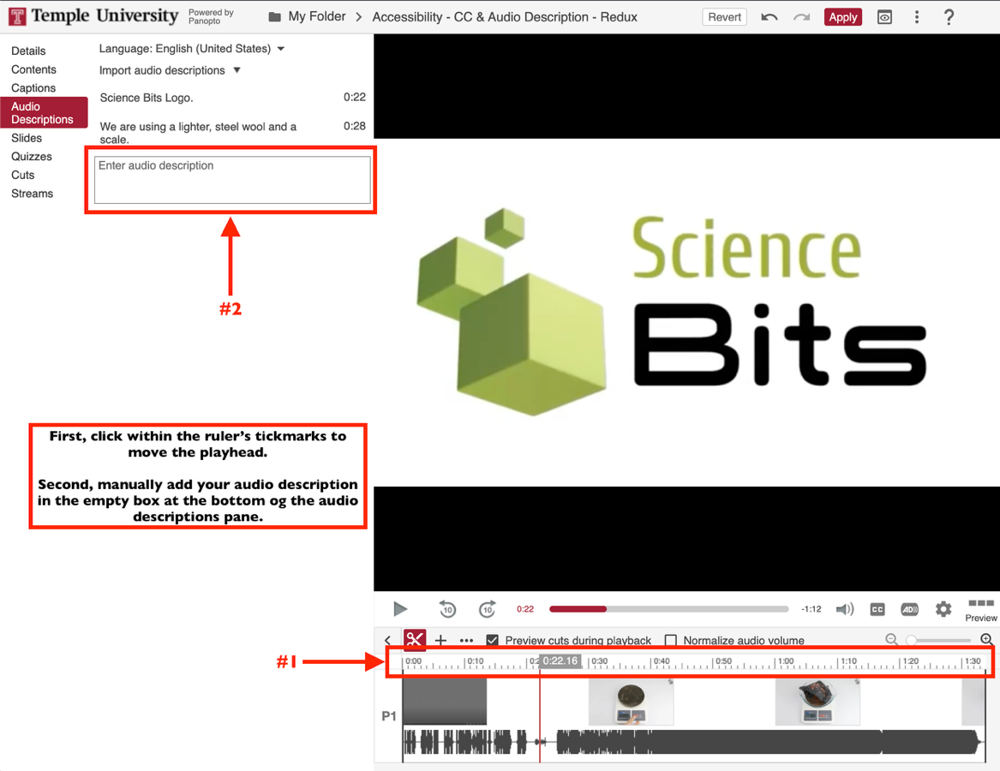 Temple University
Powered by
Panopto
My Folder > Accessibility - CC & Audio Description - Redux
Revert
Apply
?
Details
Contents
Captions
Audio
Descriptions
Slides
Quizzes
Cuts
Streams
Language: English (United States)
Import audio descriptions
Science Bits Logo. 0:22
We are using a lighter, steel wool and a 0:28
scale.
Enter audio description
#2
Science
Bits
First, click within the ruler's tickmarks to
move the playhead.
Second, manually add your audio description
in the empty box at the bottom og the audio
descriptions pane.
10 10 0:22 -1:12 CC AD
Preview
Preview cuts during playback Normalize audio volume
#1
0:00 0:10 0:22.16 0:30 0:40 0:50 1:00 1:10 1:20 1:30
P1